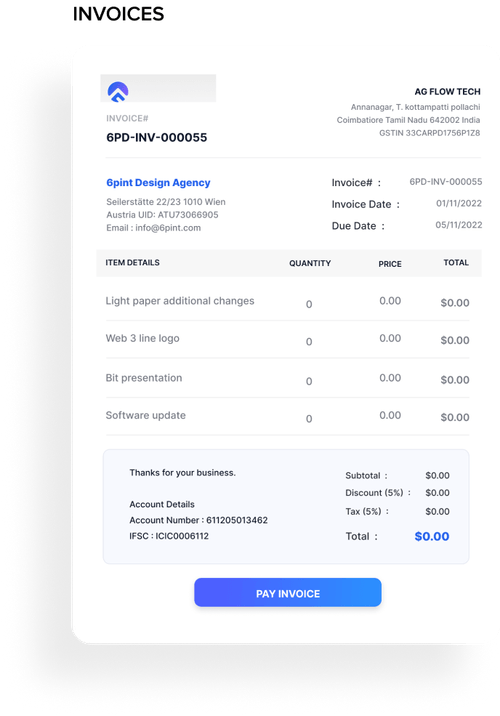 INVOICES
INVOICE#
6PD-INV-000055
AG FLOW TECH
Annanagar, T. kottampatti pollachi
Coimbatiore Tamil Nadu 642002 India
GSTIN 33CARPD1756P1Z8
6pint Design Agency
Seilerstätte 22/23 1010 Wien
Austria UID: ATU73066905
Email : info@6pint.com
Invoice# : 6PD-INV-000055
Invoice Date : 01/11/2022
Due Date : 05/11/2022
ITEM DETAILS QUANTITY PRICE TOTAL
Light paper additional changes 0 0.00 $0.00
Web 3 line logo 0 0.00 $0.00
Bit presentation 0 0.00 $0.00
Software update 0 0.00 $0.00
Thanks for your business.
Account Details
Account Number : 611205013462
IFSC : ICIC0006112
Subtotal : $0.00
Discount (5%) : $0.00
Tax (5%) : $0.00
Total : $0.00
PAY INVOICE